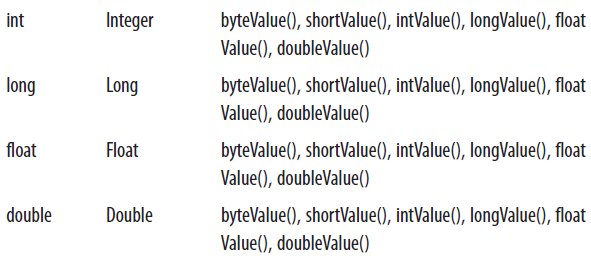 int Integer byteValue(), shortValue(), intValue(), longValue(), float
Value(), doubleValue()
long Long byteValue(), shortValue(), intValue(), longValue(), float
Value(), doubleValue()
float Float byteValue(), shortValue(), intValue(), longValue(), float
Value(), doubleValue()
double Double byteValue(), shortValue(), intValue(), longValue(), float
Value(), doubleValue()